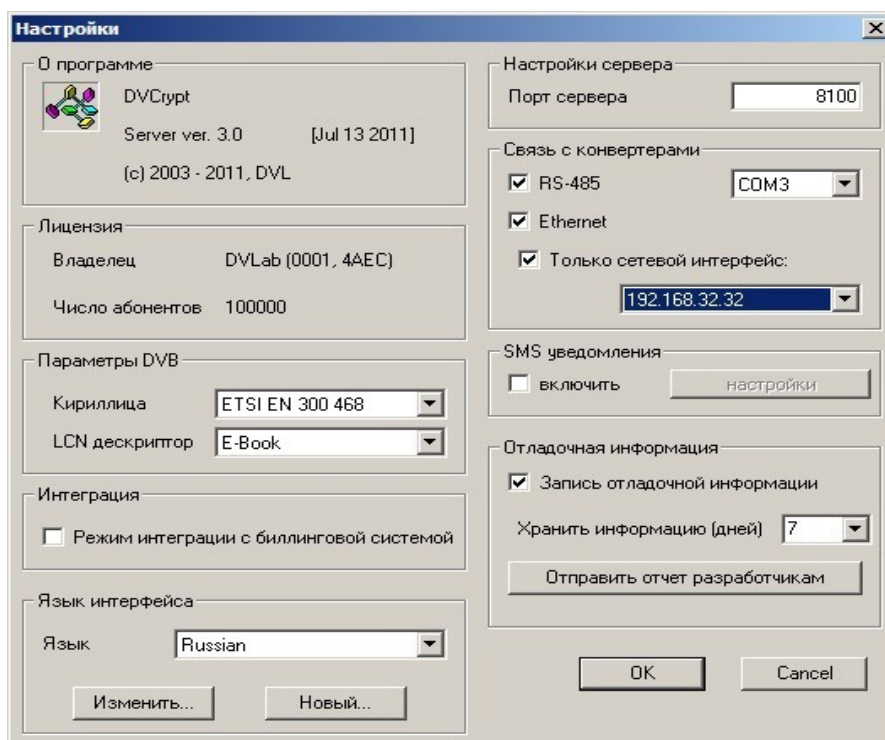 Настройки
О программе
DVCrypt
Server ver. 3.0 [Jul 13 2011]
(c) 2003 - 2011, DVL
Лицензия
Владелец DVLab (0001, 4AEC)
Число абонентов 100000
Параметры DVB
Кириллица ETSI EN 300 468
LCN дескриптор E-Book
Интеграция
Режим интеграции с биллинговой системой
Язык интерфейса
Язык Russian
Изменить... Новый...
Настройки сервера
Порт сервера 8100
Связь с конвертерами
RS-485 COM3
Ethernet
Только сетевой интерфейс:
192.168.32.32
SMS уведомления
включить настройки
Отладочная информация
Запись отладочной информации
Хранить информацию (дней) 7
Отправить отчет разработчикам
OK Cancel